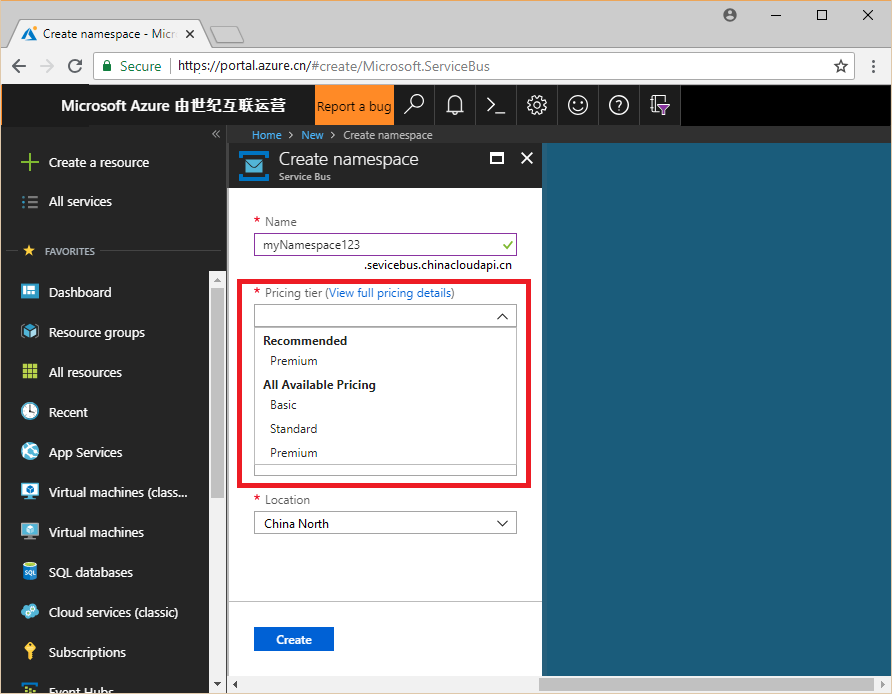 Create namespace - Micr
Secure
https://portal.azure.cn/#create/Microsoft.ServiceBus
Microsoft Azure 由世纪互联运营
Report a bug
Home > New > Create namespace
Create a resource
All services
FAVORITES
Dashboard
Resource groups
All resources
Recent
App Services
Virtual machines (class...
Virtual machines
SQL databases
Cloud services (classic)
Subscriptions
Event Hubs
Create namespace
Service Bus
* Name
myNamespace123
.sevicebus.chinacloudapi.cn
* Pricing tier (View full pricing details)
Recommended
Premium
All Available Pricing
Basic
Standard
Premium
* Location
China North
Create